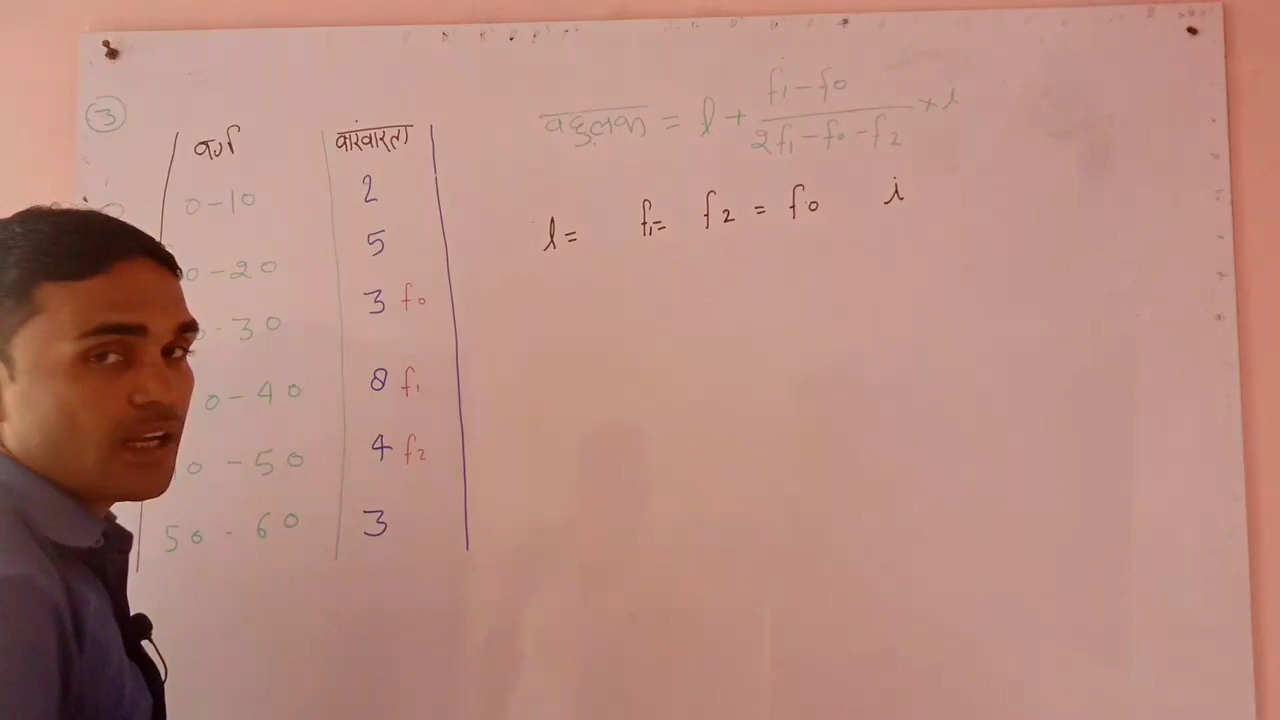 3
वर्ग वारंवारता
0-10 2
0-20 5
-30 3 f₀
0-40 8 f₁
0-50 4 f₂
50-60 3
बहुलक = l + (f₁-f₀)/(2f₁-f₀-f₂) × i
l = f₁= f₂ = f₀ i